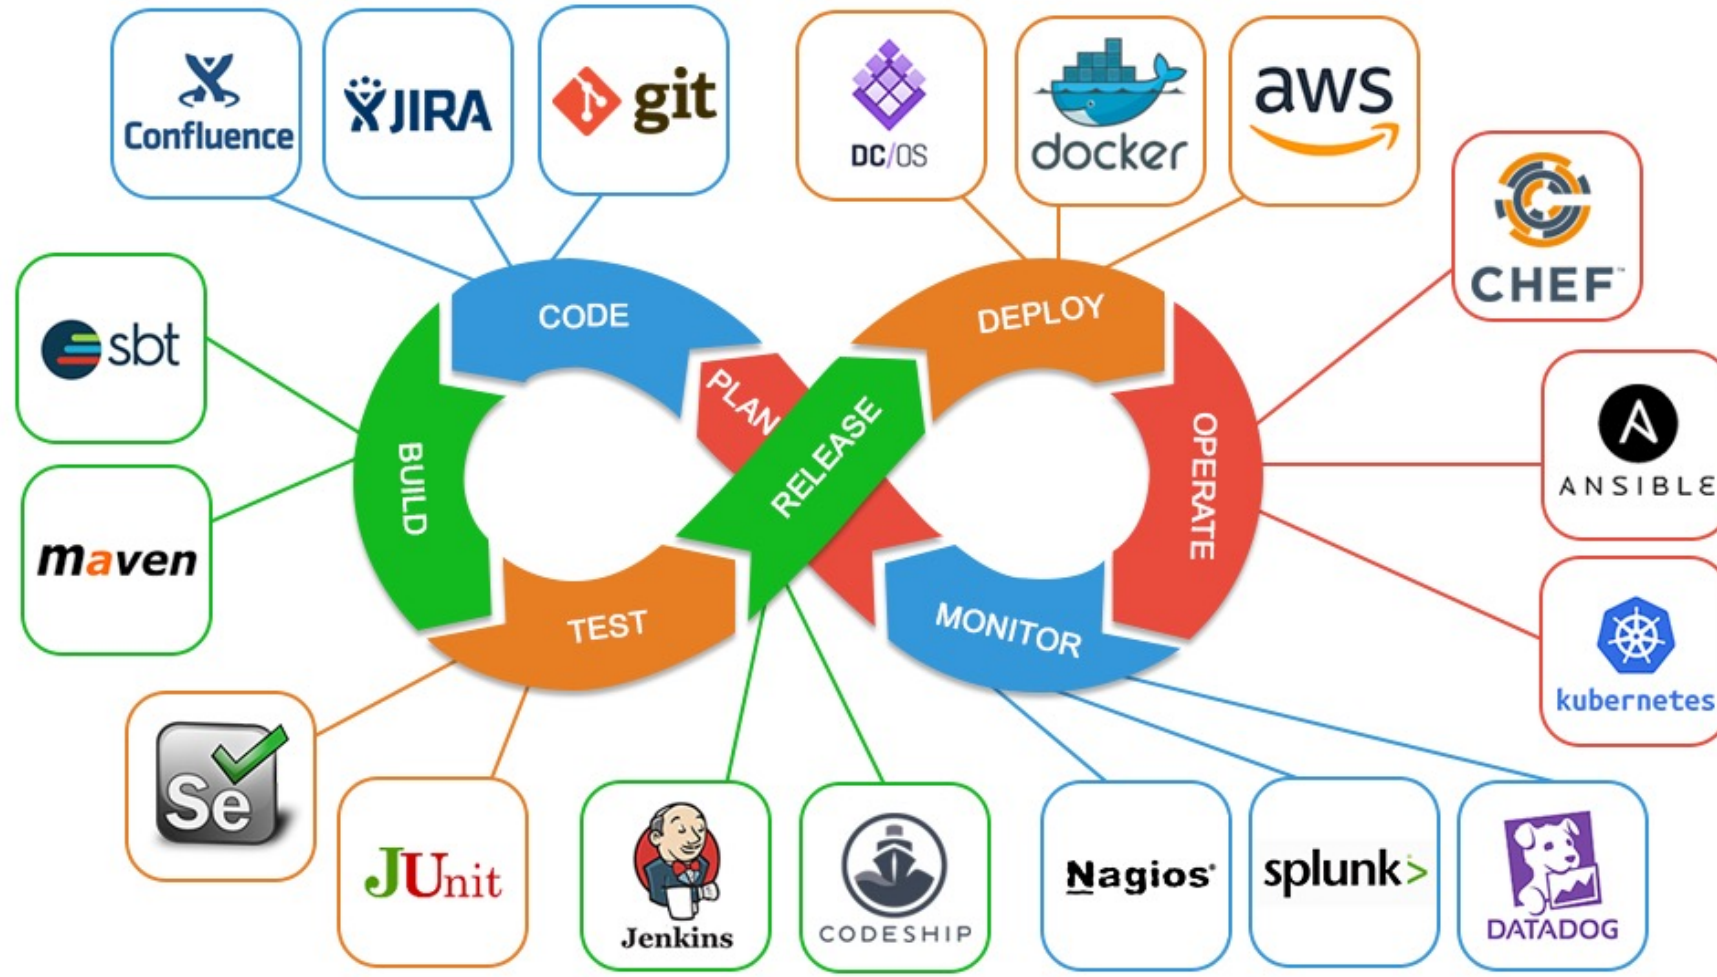 Confluence
JIRA
git
DC/OS
docker
aws
CHEF™
sbt
maven
CODE
PLAN
BUILD
TEST
RELEASE
DEPLOY
OPERATE
MONITOR
ANSIBLE
kubernetes
Se
JUnit
Jenkins
CODESHIP
Nagios®
splunk>
DATADOG